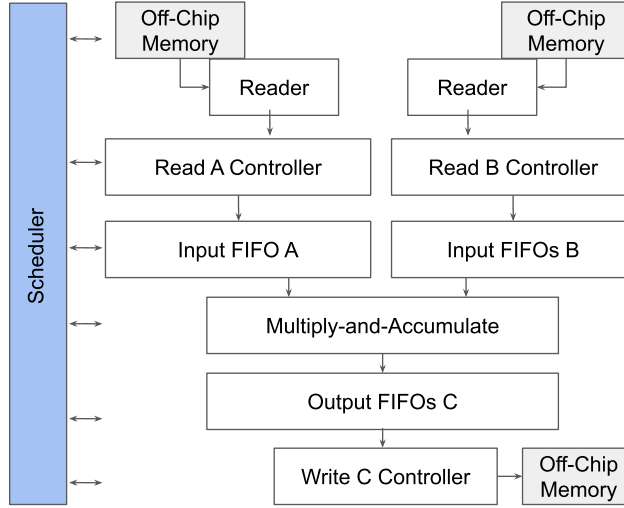 Off-Chip
Memory
Off-Chip
Memory
Reader
Reader
Read A Controller
Read B Controller
Scheduler
Input FIFO A
Input FIFOs B
Multiply-and-Accumulate
Output FIFOs C
Write C Controller
Off-Chip
Memory